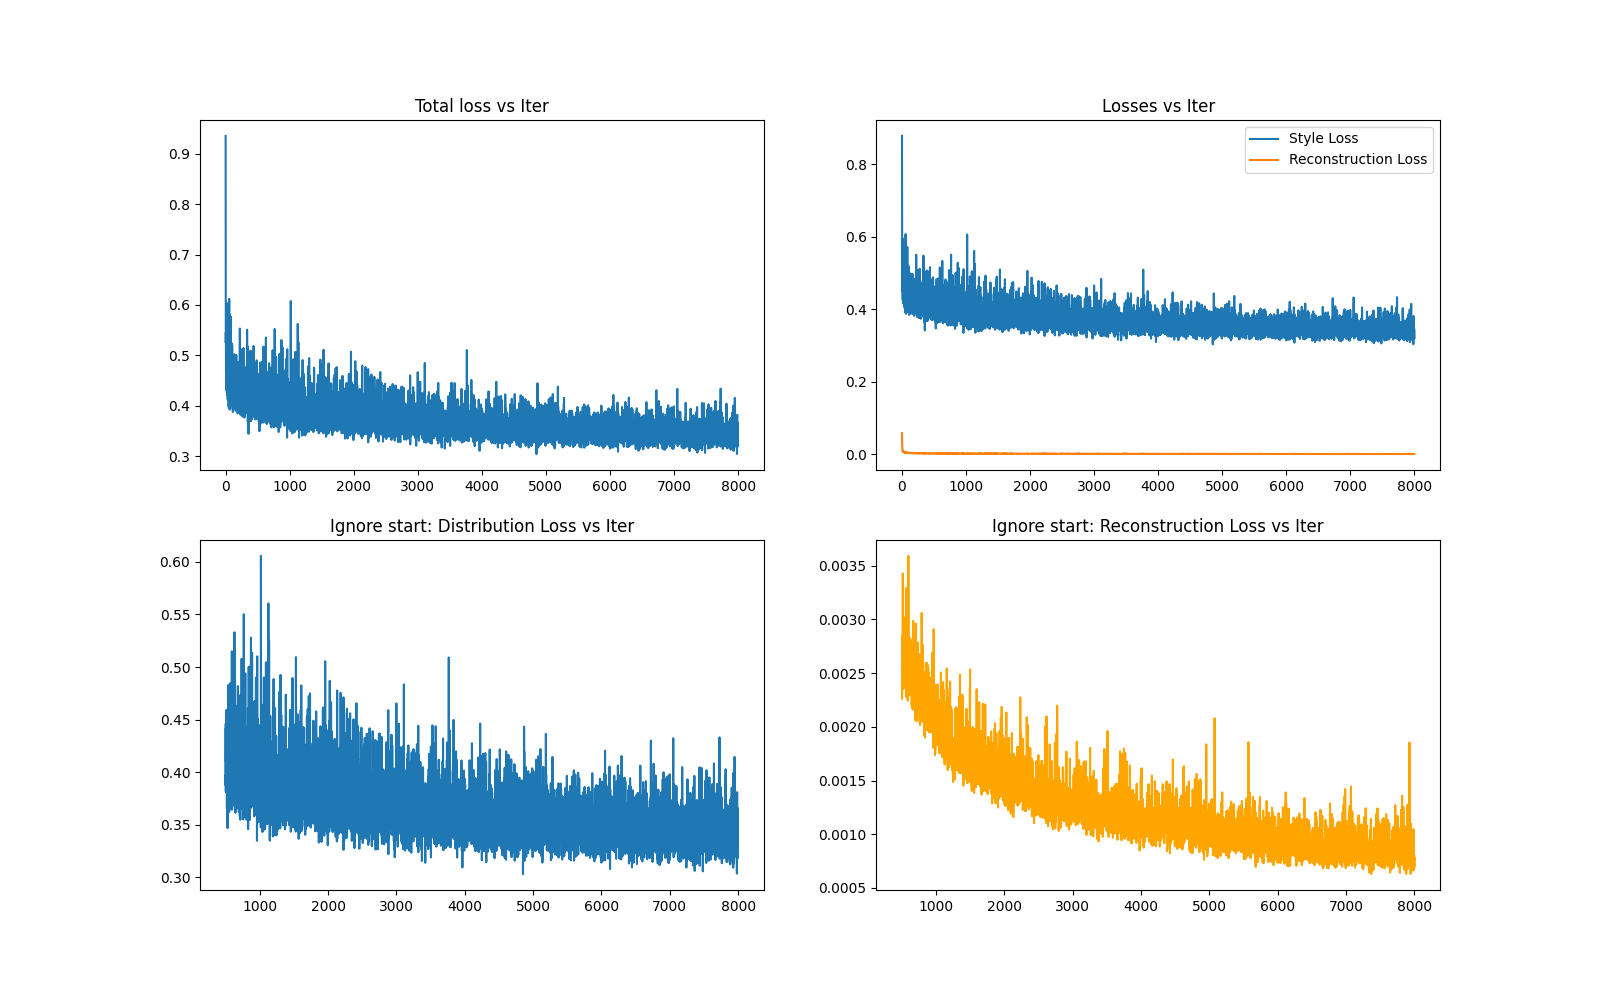 Total loss vs Iter
0.9
0.8
0.7
0.6
0.5
0.4
0.3
0 1000 2000 3000 4000 5000 6000 7000 8000
Losses vs Iter
Style Loss
Reconstruction Loss
0.8
0.6
0.4
0.2
0.0
0 1000 2000 3000 4000 5000 6000 7000 8000
Ignore start: Distribution Loss vs Iter
0.60
0.55
0.50
0.45
0.40
0.35
0.30
1000 2000 3000 4000 5000 6000 7000 8000
Ignore start: Reconstruction Loss vs Iter
0.0035
0.0030
0.0025
0.0020
0.0015
0.0010
0.0005
1000 2000 3000 4000 5000 6000 7000 8000